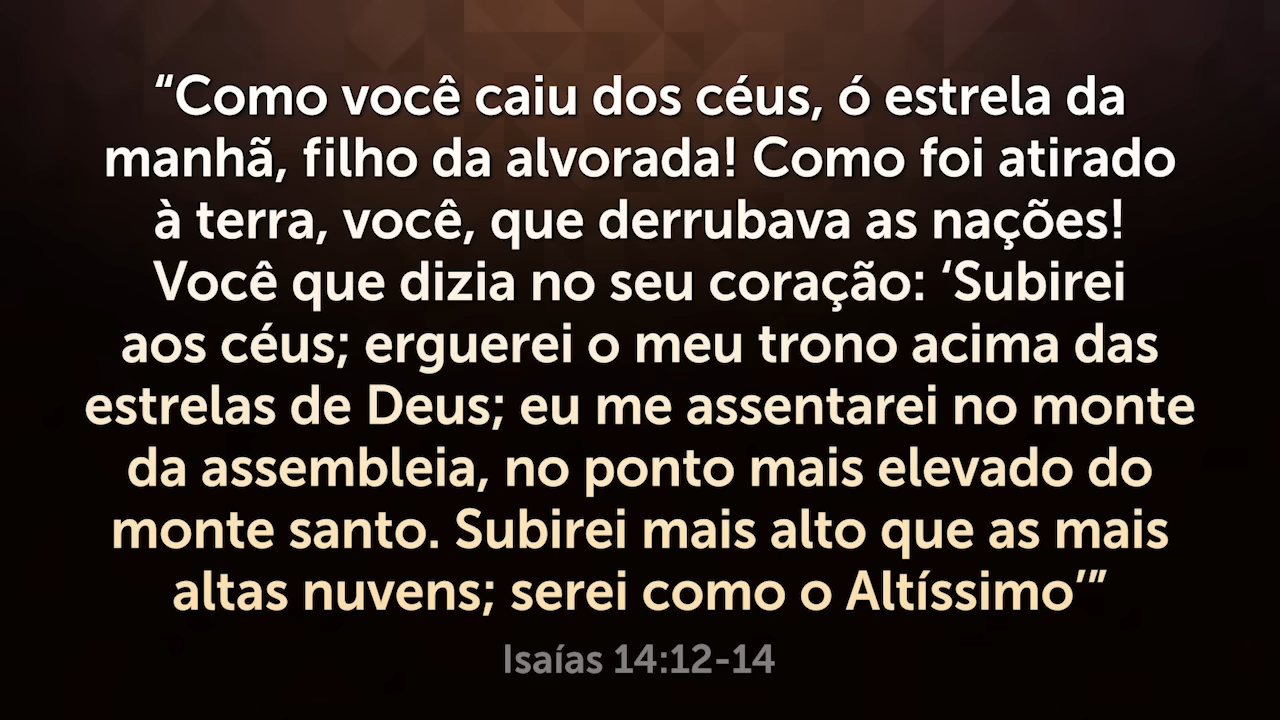 “Como você caiu dos céus, ó estrela da
manhã, filho da alvorada! Como foi atirado
à terra, você, que derrubava as nações!
Você que dizia no seu coração: ‘Subirei
aos céus; erguerei o meu trono acima das
estrelas de Deus; eu me assentarei no monte
da assembleia, no ponto mais elevado do
monte santo. Subirei mais alto que as mais
altas nuvens; serei como o Altíssimo’”
Isaías 14:12-14